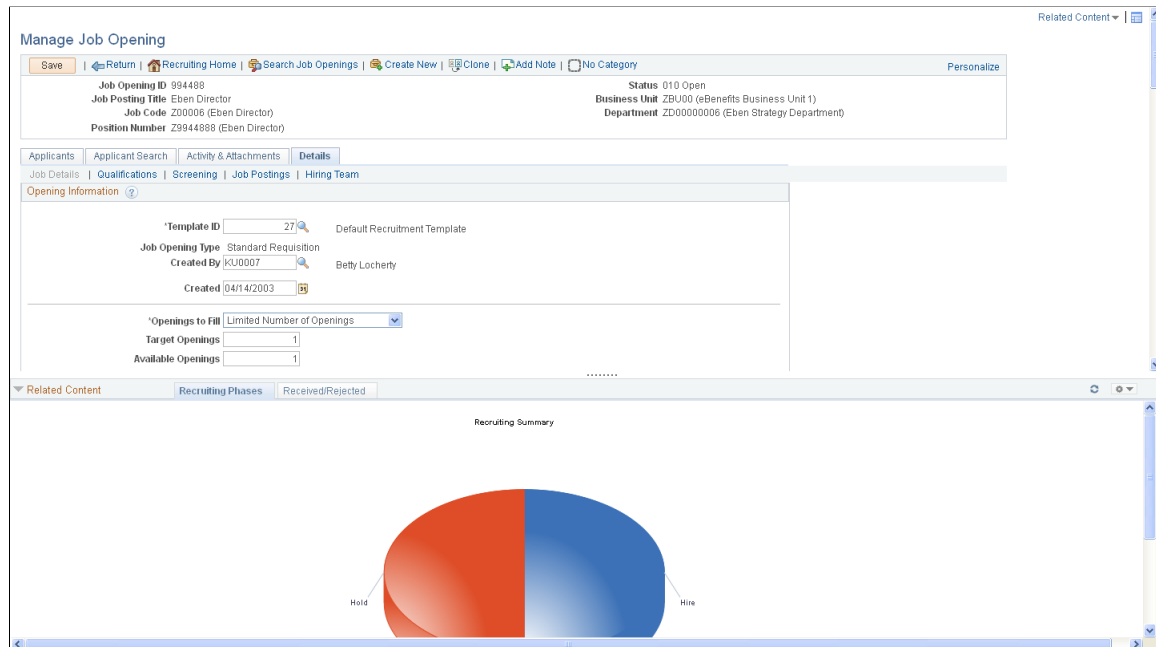 Related Content
Manage Job Opening
Save | Return | Recruiting Home | Search Job Openings | Create New | Clone | Add Note | No Category Personalize
Job Opening ID 994488 Status 010 Open
Job Posting Title Eben Director Business Unit ZBU00 (eBenefits Business Unit 1)
Job Code Z00006 (Eben Director) Department ZD00000006 (Eben Strategy Department)
Position Number Z9944888 (Eben Director)
Applicants Applicant Search Activity & Attachments Details
Job Details | Qualifications | Screening | Job Postings | Hiring Team
Opening Information ?
*Template ID 27 Default Recruitment Template
Job Opening Type Standard Requisition
Created By KU0007 Betty Locherty
Created 04/14/2003 31
*Openings to Fill Limited Number of Openings
Target Openings 1
Available Openings 1
Related Content Recruiting Phases Received/Rejected
Recruiting Summary
Hold Hire